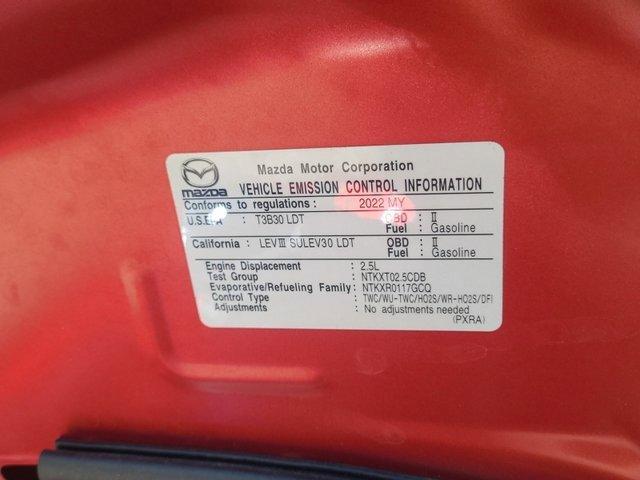 mazda
Mazda Motor Corporation
VEHICLE EMISSION CONTROL INFORMATION
Conforms to regulations : 2022 MY
U.S.EPA : T3B30 LDT OBD : II
Fuel : Gasoline
California : LEVIII SULEV30 LDT OBD : II
Fuel : Gasoline
Engine Displacement : 2.5L
Test Group : NTKXT02.5CDB
Evaporative/Refueling Family : NTKXR0117GCQ
Control Type : TWC/WU-TWC/HO2S/WR-HO2S/DFI
Adjustments : No adjustments needed
(PXRA)